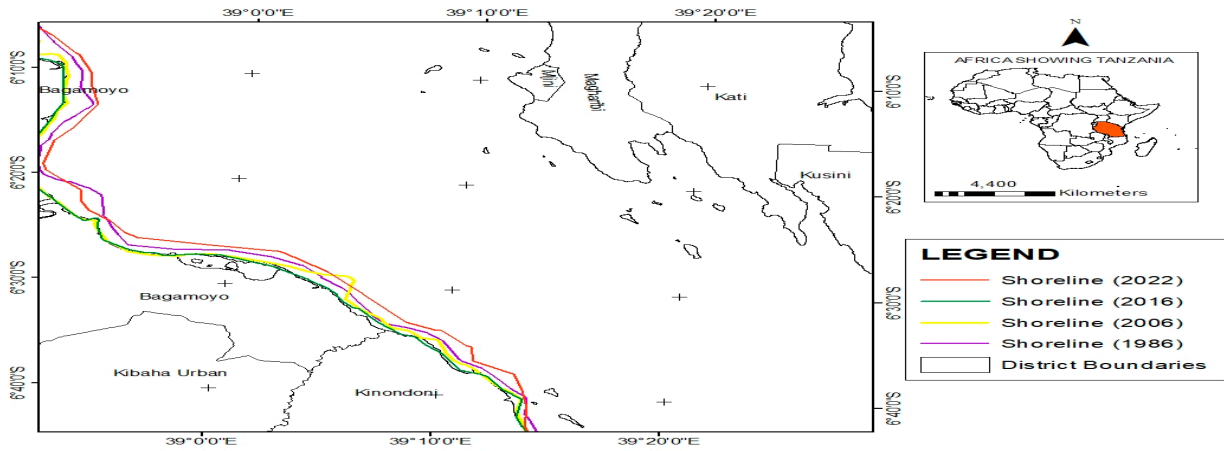 39°0'0"E 39°10'0"E 39°20'0"E
6°10'0"S
6°20'0"S
6°30'0"S
6°40'0"S
Bagamoyo
Mjini
Magharibi
Kati
Kusini
Bagamoyo
Kibaha Urban
Kinondoni
6°10'0"S
6°20'0"S
6°30'0"S
6°40'0"S
39°0'0"E 39°10'0"E 39°20'0"E
N
AFRICA SHOWING TANZANIA
4,400
Kilometers
LEGEND
Shoreline (2022)
Shoreline (2016)
Shoreline (2006)
Shoreline (1986)
District Boundaries